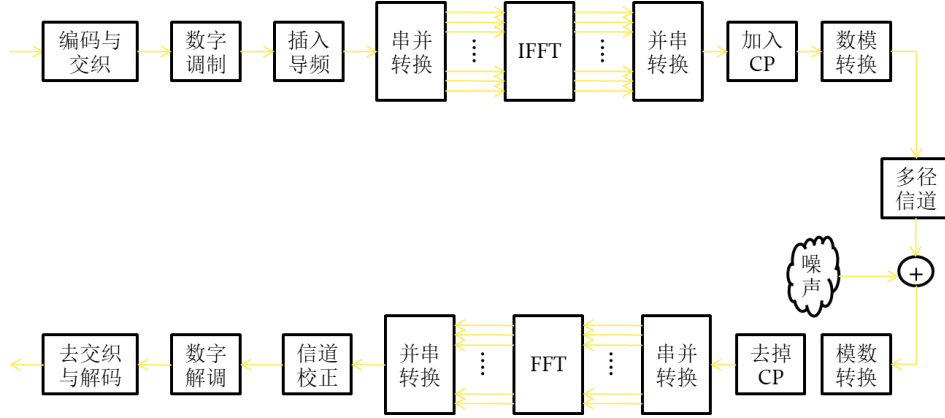 编码与
交织
数字
调制
插入
导频
串并
转换
⋮
IFFT
⋮
并串
转换
加入
CP
数模
转换
多径
信道
噪
声
+
去交织
与解码
数字
解调
信道
校正
并串
转换
⋮
FFT
⋮
串并
转换
去掉
CP
模数
转换